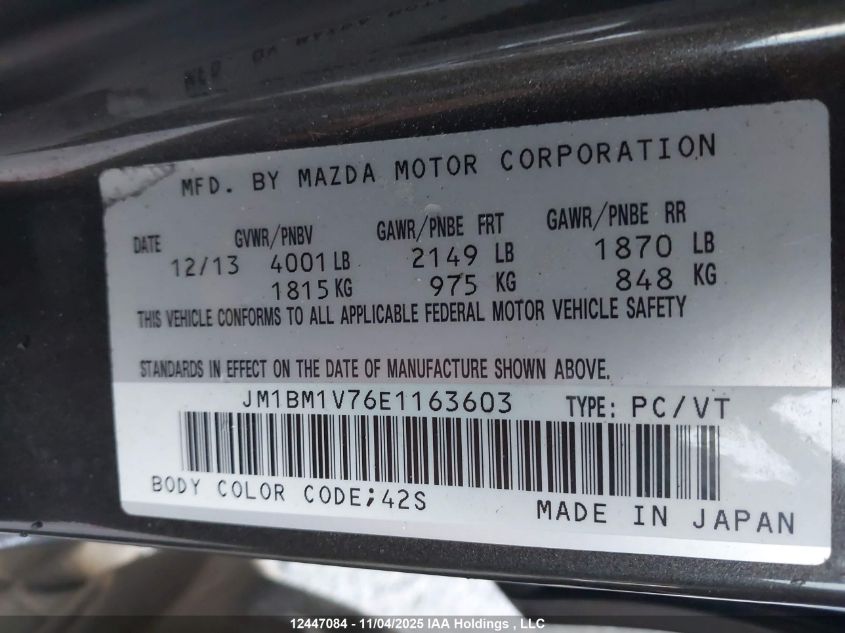 MFD. BY MAZDA MOTOR CORPORATION
DATE GVWR/PNBV GAWR/PNBE FRT GAWR/PNBE RR
12/13 4001 LB 2149 LB 1870 LB
1815 KG 975 KG 848 KG
THIS VEHICLE CONFORMS TO ALL APPLICABLE FEDERAL MOTOR VEHICLE SAFETY
STANDARDS IN EFFECT ON THE DATE OF MANUFACTURE SHOWN ABOVE.
JM1BM1V76E1163603 TYPE: PC/VT
BODY COLOR CODE;42S MADE IN JAPAN
12447084 - 11/04/2025 IAA Holdings, LLC